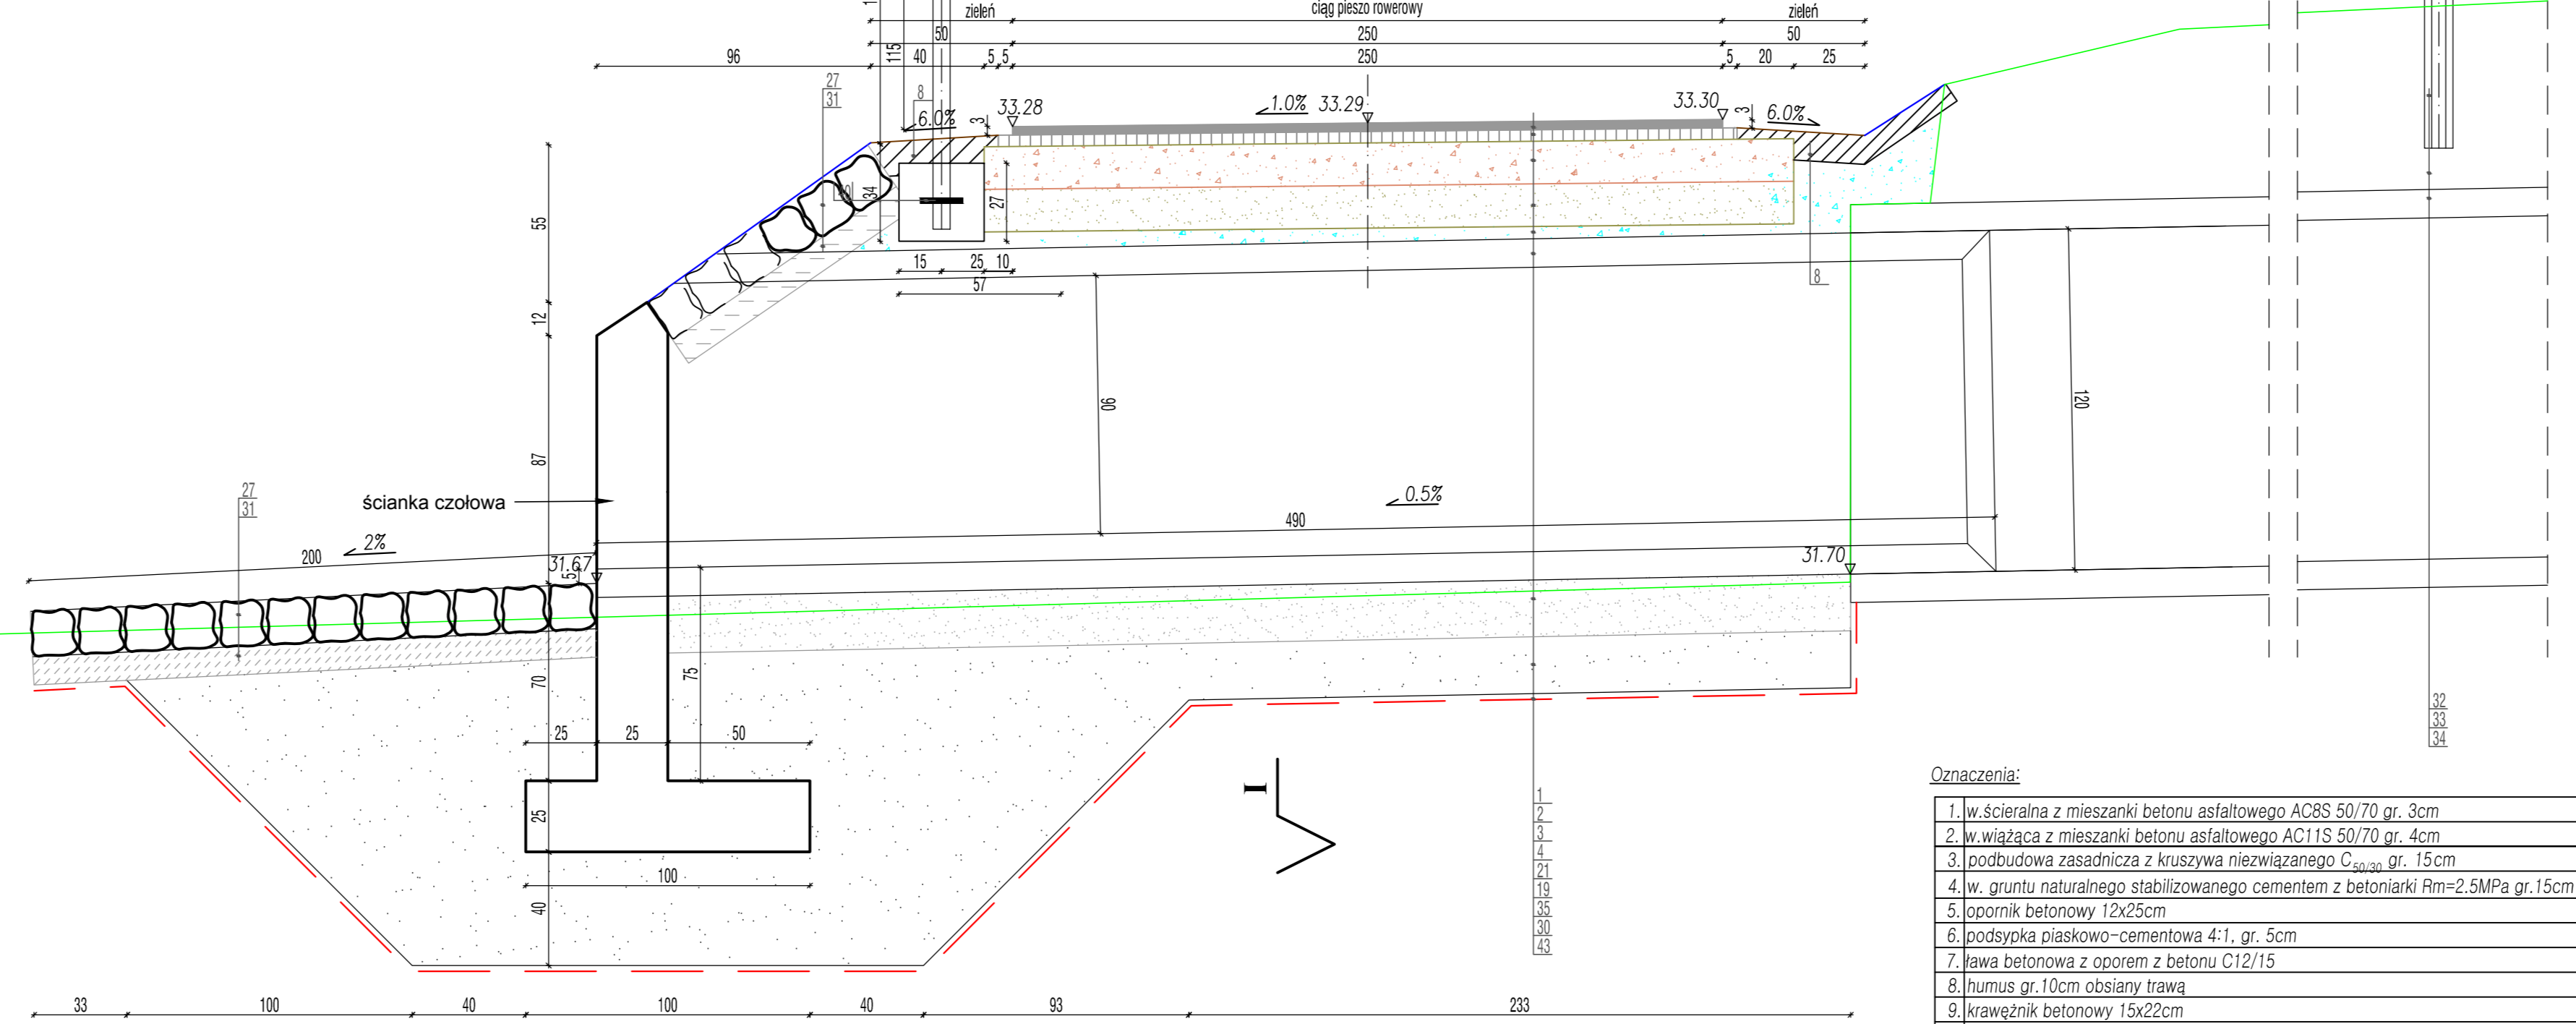 zieleń ciąg pieszo rowerowy zieleń
50 250 50
96 115 40 5 5 250 5 20 25
27
31
8
6.0% 3 33.28 1.0% 33.29 33.30 3 6.0%
55
34
27
15 25 10
57
8
12
90
120
87
ścianka czołowa
27
31
0.5%
490
200 2% 31.67 5
31.70
70
75
25 25 50
25
100
40
1
2
3
4
21
19
35
30
43
32
33
34
I
33 100 40 100 40 93 233
Oznaczenia:
1. w.ścieralna z mieszanki betonu asfaltowego AC8S 50/70 gr. 3cm
2. w.wiążąca z mieszanki betonu asfaltowego AC11S 50/70 gr. 4cm
3. podbudowa zasadnicza z kruszywa niezwiązanego C50/30 gr. 15cm
4. w. gruntu naturalnego stabilizowanego cementem z betoniarki Rm=2.5MPa gr.15cm
5. opornik betonowy 12x25cm
6. podsypka piaskowo-cementowa 4:1, gr. 5cm
7. ława betonowa z oporem z betonu C12/15
8. humus gr.10cm obsiany trawą
9. krawężnik betonowy 15x22cm